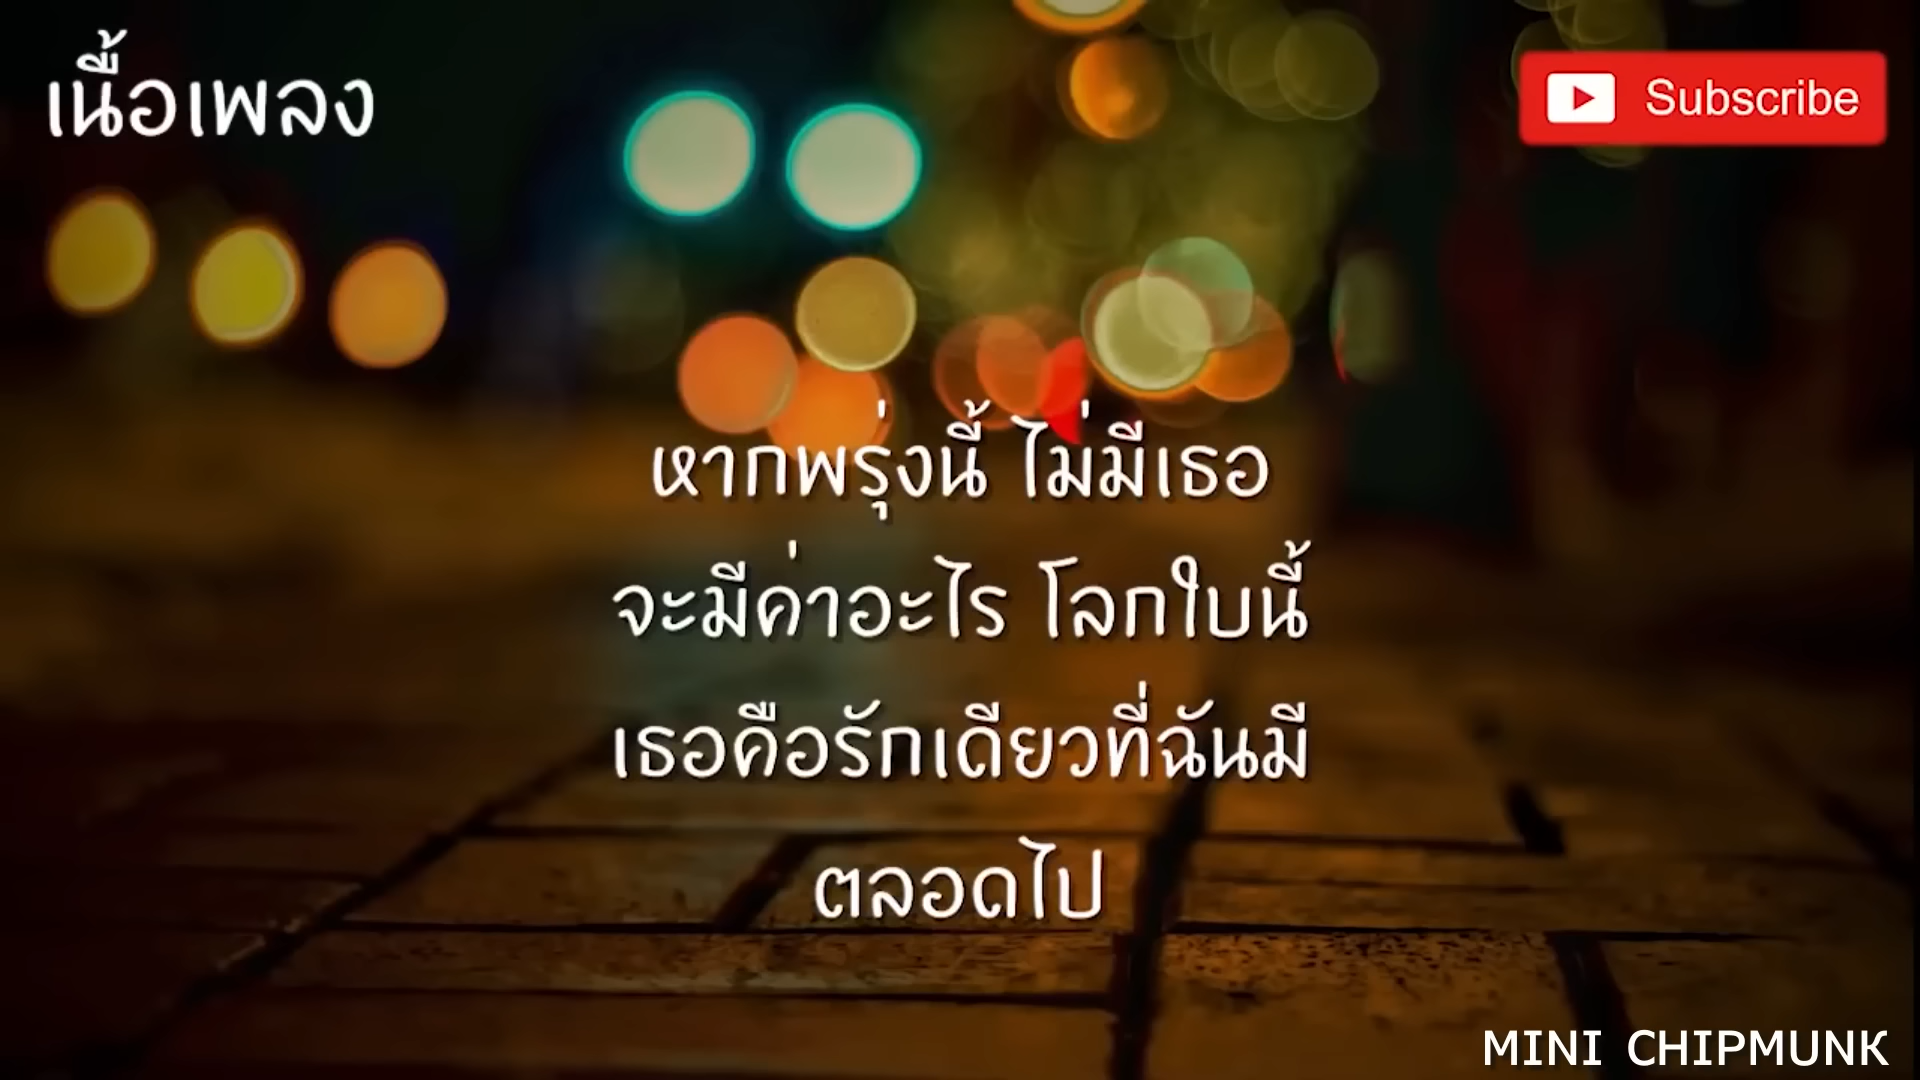 เนื้อเพลง
Subscribe
หากพรุ่งนี้ ไม่มีเธอ
จะมีค่าอะไร โลกใบนี้
เธอคือรักเดียวที่ฉันมี
ตลอดไป
MINI CHIPMUNK